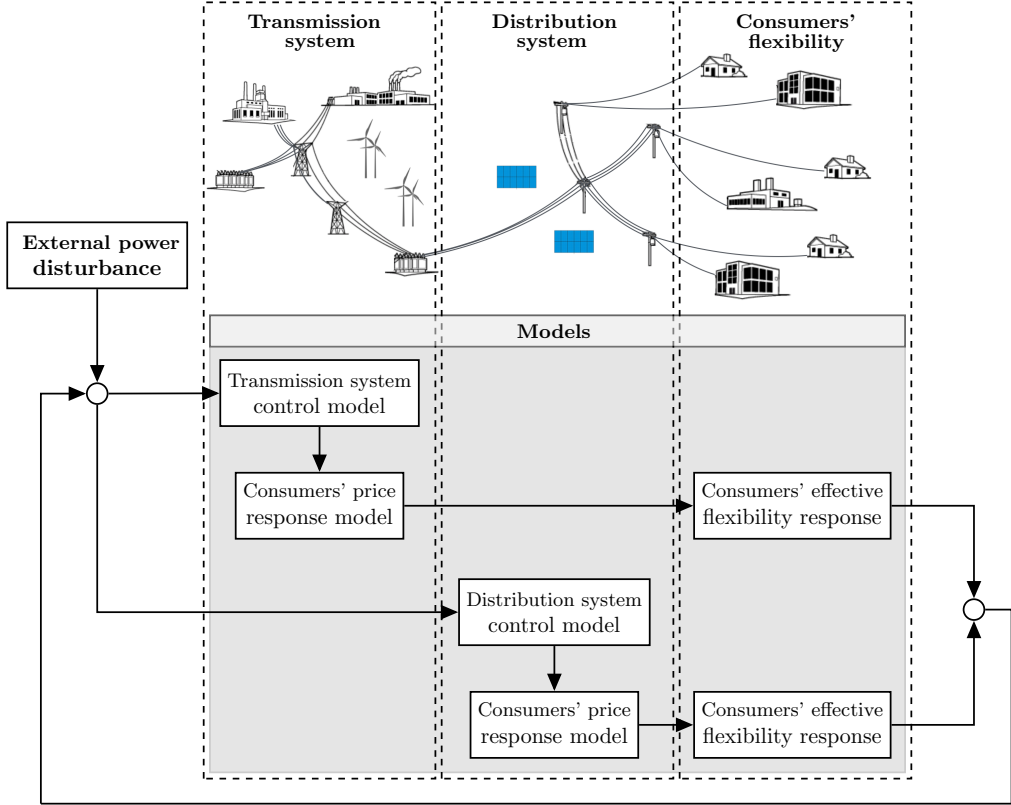 Transmission
system
Distribution
system
Consumers'
flexibility
External power
disturbance
Models
Transmission system
control model
Consumers' price
response model
Consumers' effective
flexibility response
Distribution system
control model
Consumers' price
response model
Consumers' effective
flexibility response